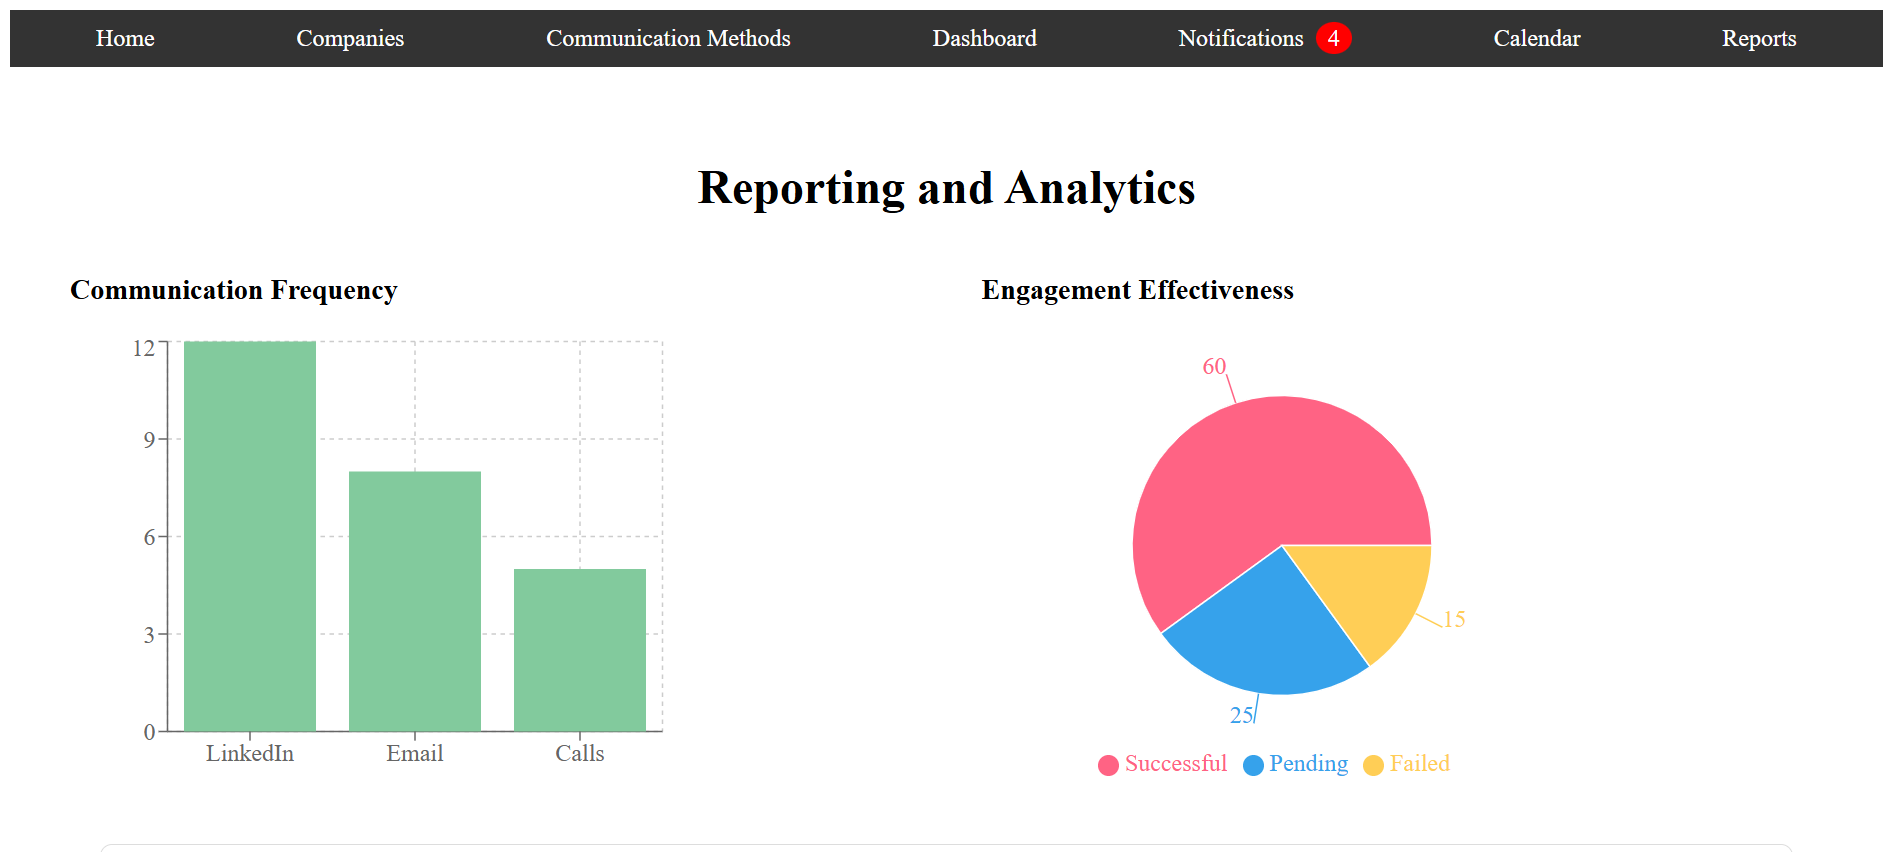 Home Companies Communication Methods Dashboard Notifications 4 Calendar Reports
Reporting and Analytics
Communication Frequency
12
9
6
3
0
LinkedIn Email Calls
Engagement Effectiveness
60
15
25
Successful Pending Failed